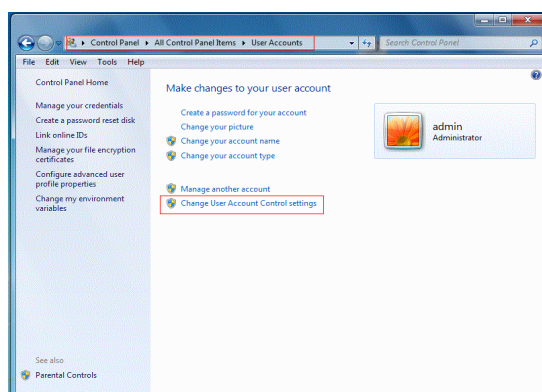 Control Panel ▸ All Control Panel Items ▸ User Accounts
Search Control Panel
File Edit View Tools Help
Control Panel Home
Manage your credentials
Create a password reset disk
Link online IDs
Manage your file encryption
certificates
Configure advanced user
profile properties
Change my environment
variables
Make changes to your user account
Create a password for your account
Change your picture
Change your account name
Change your account type
Manage another account
Change User Account Control settings
admin
Administrator
See also
Parental Controls